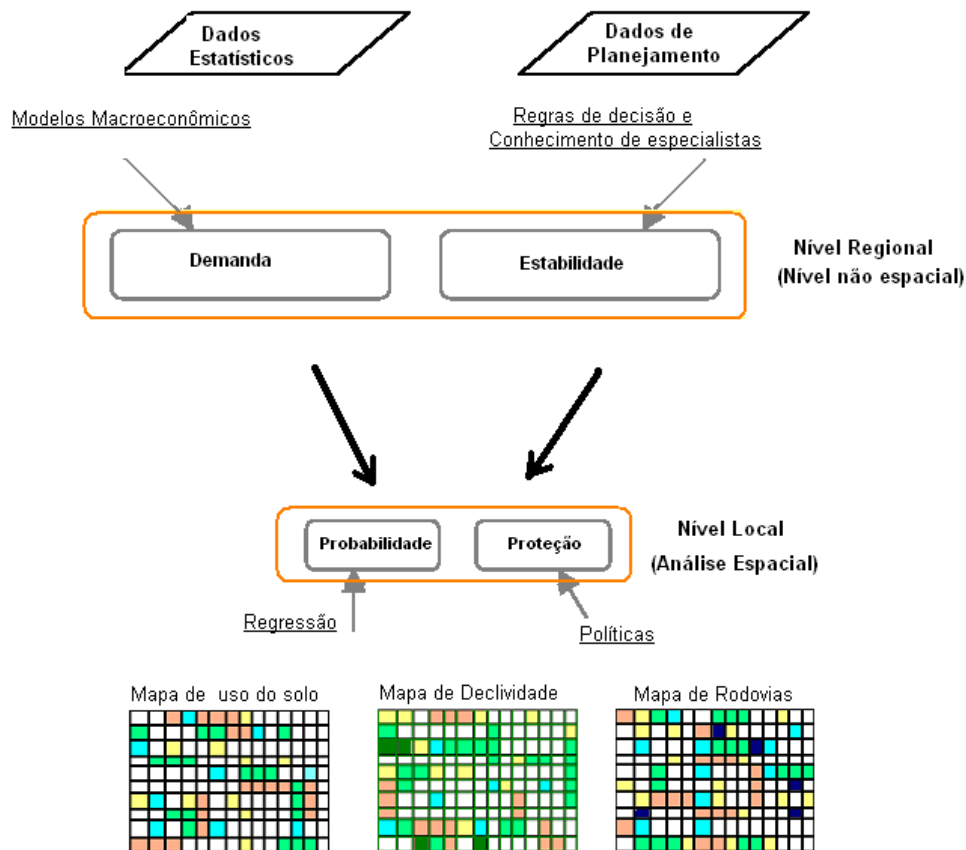 Dados
Estatísticos
Dados de
Planejamento
Modelos Macroeconômicos
Regras de decisão e
Conhecimento de especialistas
Demanda
Estabilidade
Nível Regional
(Nível não espacial)
Probabilidade
Proteção
Nível Local
(Análise Espacial)
Regressão
Políticas
Mapa de uso do solo
Mapa de Declividade
Mapa de Rodovias